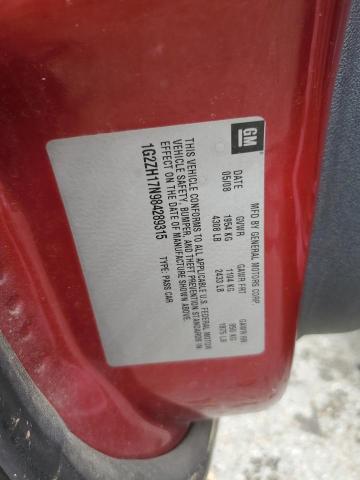 GM
MFD BY GENERAL MOTORS CORP.
DATE GVWR GAWR FRT GAWR RR
05/08 1954 KG 1104 KG 850 KG
4308 LB 2433 LB 1875 LB
THIS VEHICLE CONFORMS TO ALL APPLICABLE U.S. FEDERAL MOTOR
VEHICLE SAFETY, BUMPER, AND THEFT PREVENTION STANDARDS IN
EFFECT ON THE DATE OF MANUFACTURE SHOWN ABOVE.
1G2ZH17N984289315 TYPE: PASS CAR